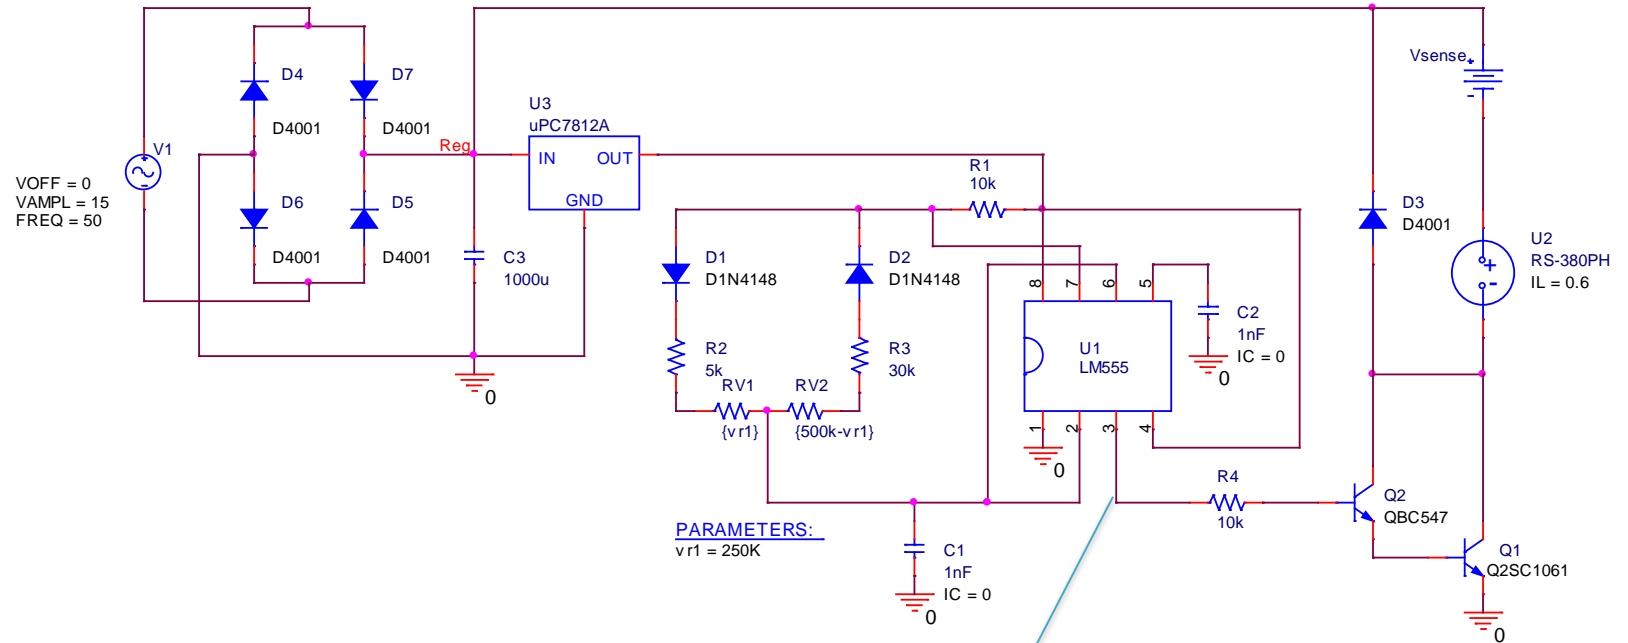 V1
VOFF = 0
VAMPL = 15
FREQ = 50
D4
D4001
D7
D4001
D6
D4001
D5
D4001
Reg
C3
1000u
0
U3
uPC7812A
IN
OUT
GND
R1
10k
D1
D1N4148
D2
D1N4148
R2
5k
R3
30k
RV1
{vr1}
RV2
{500k-vr1}
PARAMETERS:
vr1 = 250K
C1
1nF
IC = 0
0
8
7
6
5
U1
LM555
1
2
3
4
0
C2
1nF
IC = 0
0
R4
10k
Vsense
+
-
D3
D4001
U2
RS-380PH
IL = 0.6
+
-
Q2
QBC547
Q1
Q2SC1061
0